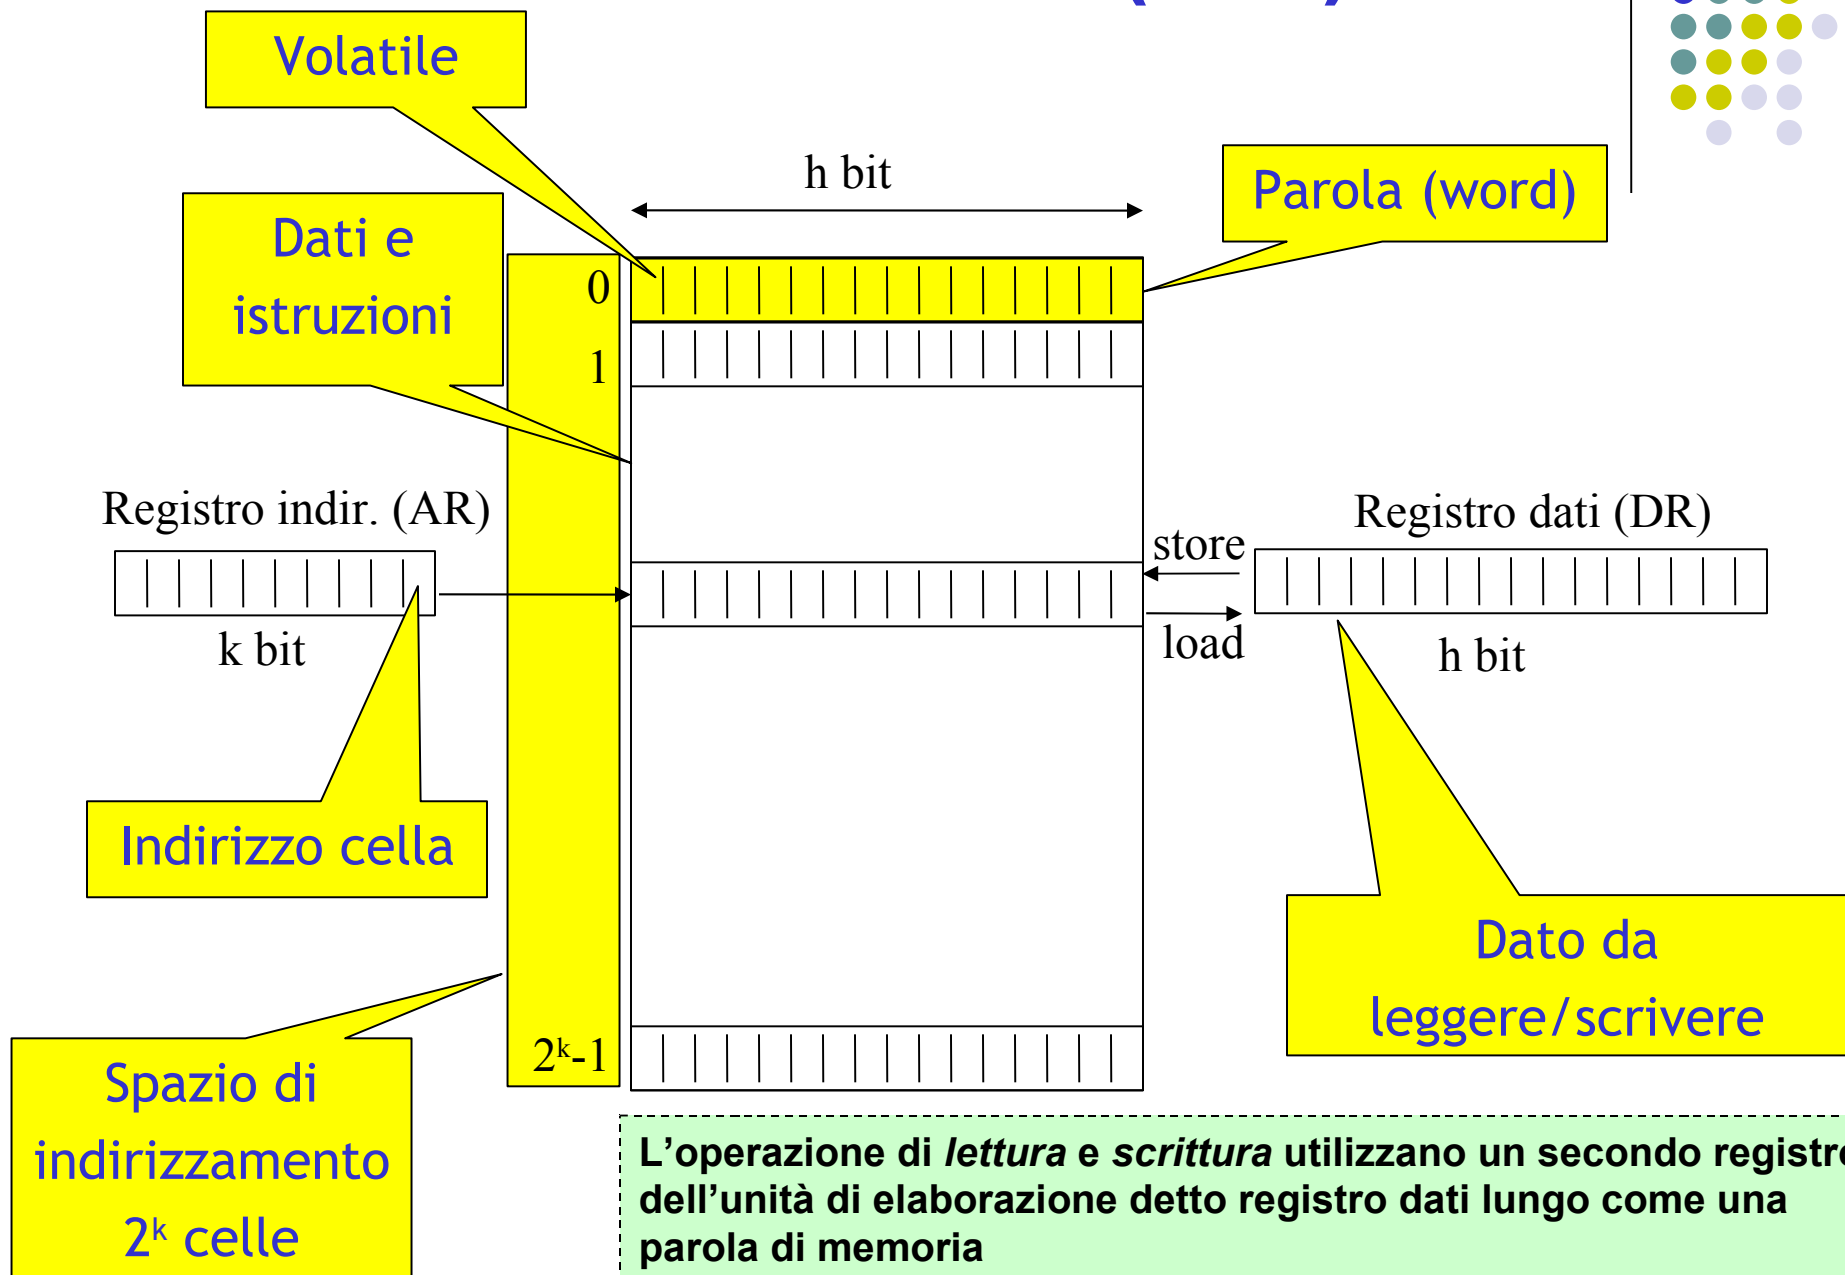 Volatile
h bit
Parola (word)
Dati e
istruzioni
0
1
Registro indir. (AR)
k bit
store
load
Registro dati (DR)
h bit
Indirizzo cella
Dato da
leggere/scrivere
2ᵏ-1
Spazio di
indirizzamento
2ᵏ celle
L’operazione di lettura e scrittura utilizzano un secondo registro
dell’unità di elaborazione detto registro dati lungo come una
parola di memoria